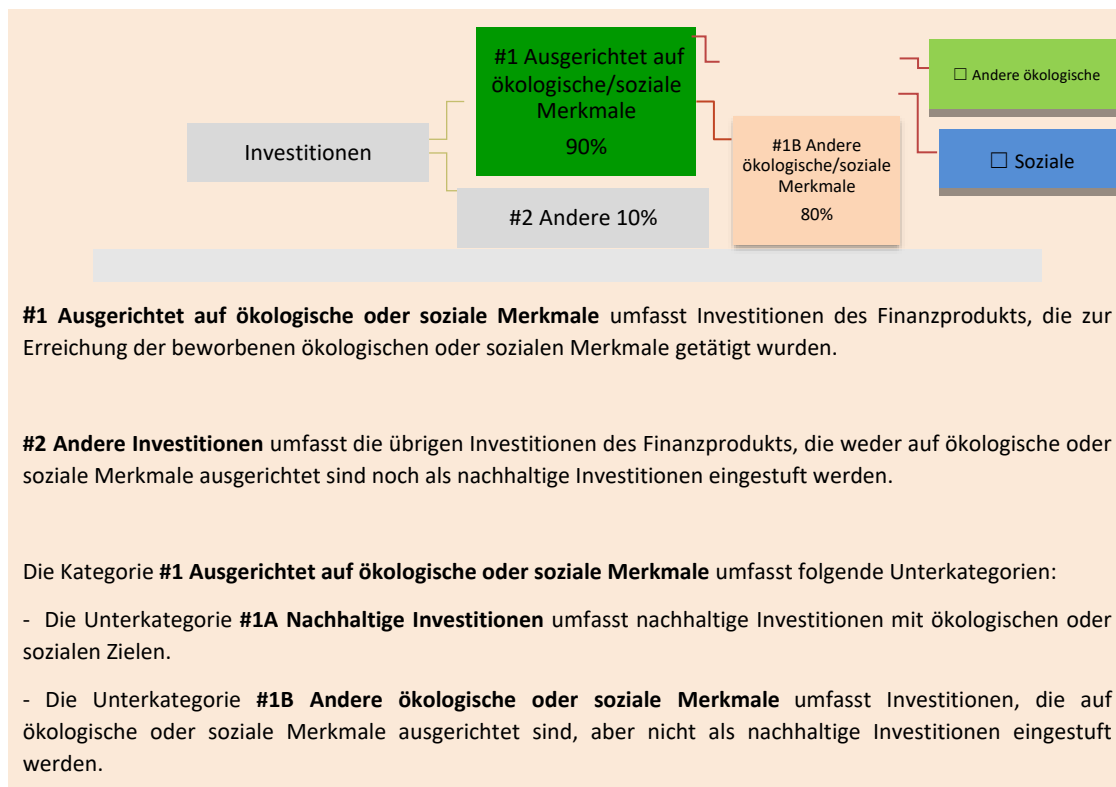 #1 Ausgerichtet auf
ökologische/soziale
Merkmale
90%
☐ Andere ökologische
Investitionen
#1B Andere
ökologische/soziale
Merkmale
80%
☐ Soziale
#2 Andere 10%
#1 Ausgerichtet auf ökologische oder soziale Merkmale umfasst Investitionen des Finanzprodukts, die zur
Erreichung der beworbenen ökologischen oder sozialen Merkmale getätigt wurden.
#2 Andere Investitionen umfasst die übrigen Investitionen des Finanzprodukts, die weder auf ökologische oder
soziale Merkmale ausgerichtet sind noch als nachhaltige Investitionen eingestuft werden.
Die Kategorie #1 Ausgerichtet auf ökologische oder soziale Merkmale umfasst folgende Unterkategorien:
- Die Unterkategorie #1A Nachhaltige Investitionen umfasst nachhaltige Investitionen mit ökologischen oder
sozialen Zielen.
- Die Unterkategorie #1B Andere ökologische oder soziale Merkmale umfasst Investitionen, die auf
ökologische oder soziale Merkmale ausgerichtet sind, aber nicht als nachhaltige Investitionen eingestuft
werden.